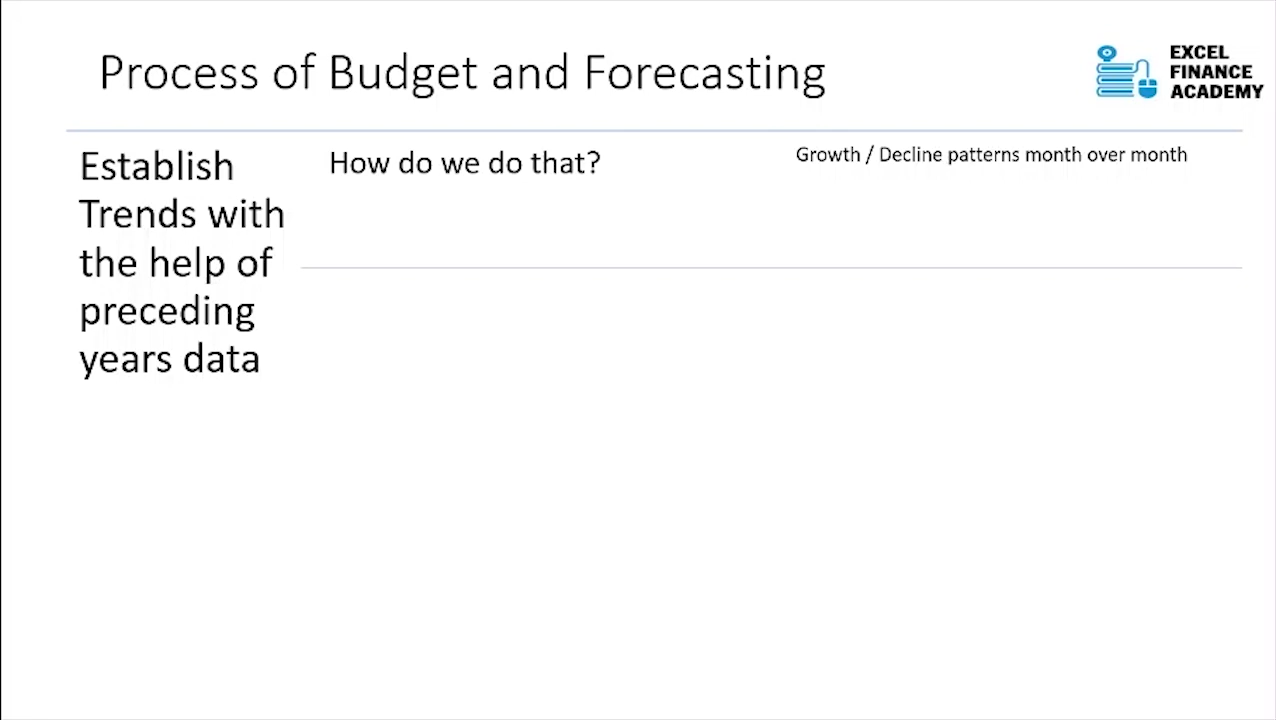 Process of Budget and Forecasting
EXCEL
FINANCE
ACADEMY
Establish
Trends with
the help of
preceding
years data
How do we do that?
Growth / Decline patterns month over month